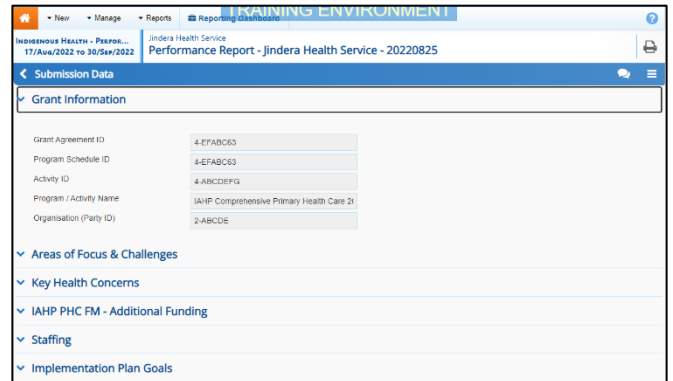 TRAINING ENVIRONMENT
New Manage Reports Reporting Dashboard ?
Indigenous Health - Perfor...
17/Aug/2022 to 30/Sep/2022
Jindera Health Service
Performance Report - Jindera Health Service - 20220825
Submission Data
Grant Information
Grant Agreement ID 4-EFABC63
Program Schedule ID 4-EFABC63
Activity ID 4-ABCDEFG
Program / Activity Name IAHP Comprehensive Primary Health Care 2(
Organisation (Party ID) 2-ABCDE
Areas of Focus & Challenges
Key Health Concerns
IAHP PHC FM - Additional Funding
Staffing
Implementation Plan Goals